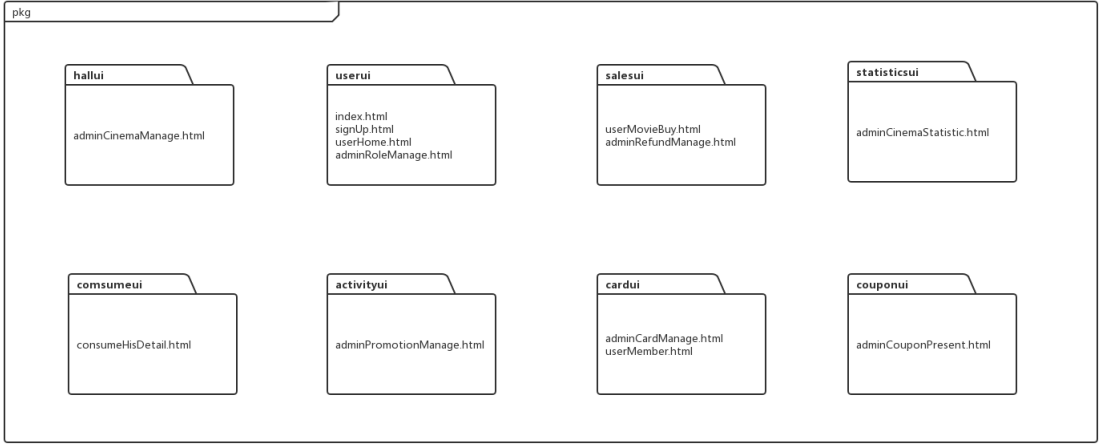 pkg
hallui
adminCinemaManage.html
userui
index.html
signUp.html
userHome.html
adminRoleManage.html
salesui
userMovieBuy.html
adminRefundManage.html
statisticsui
adminCinemaStatistic.html
comsumeui
consumeHisDetail.html
activityui
adminPromotionManage.html
cardui
adminCardManage.html
userMember.html
couponui
adminCouponPresent.html